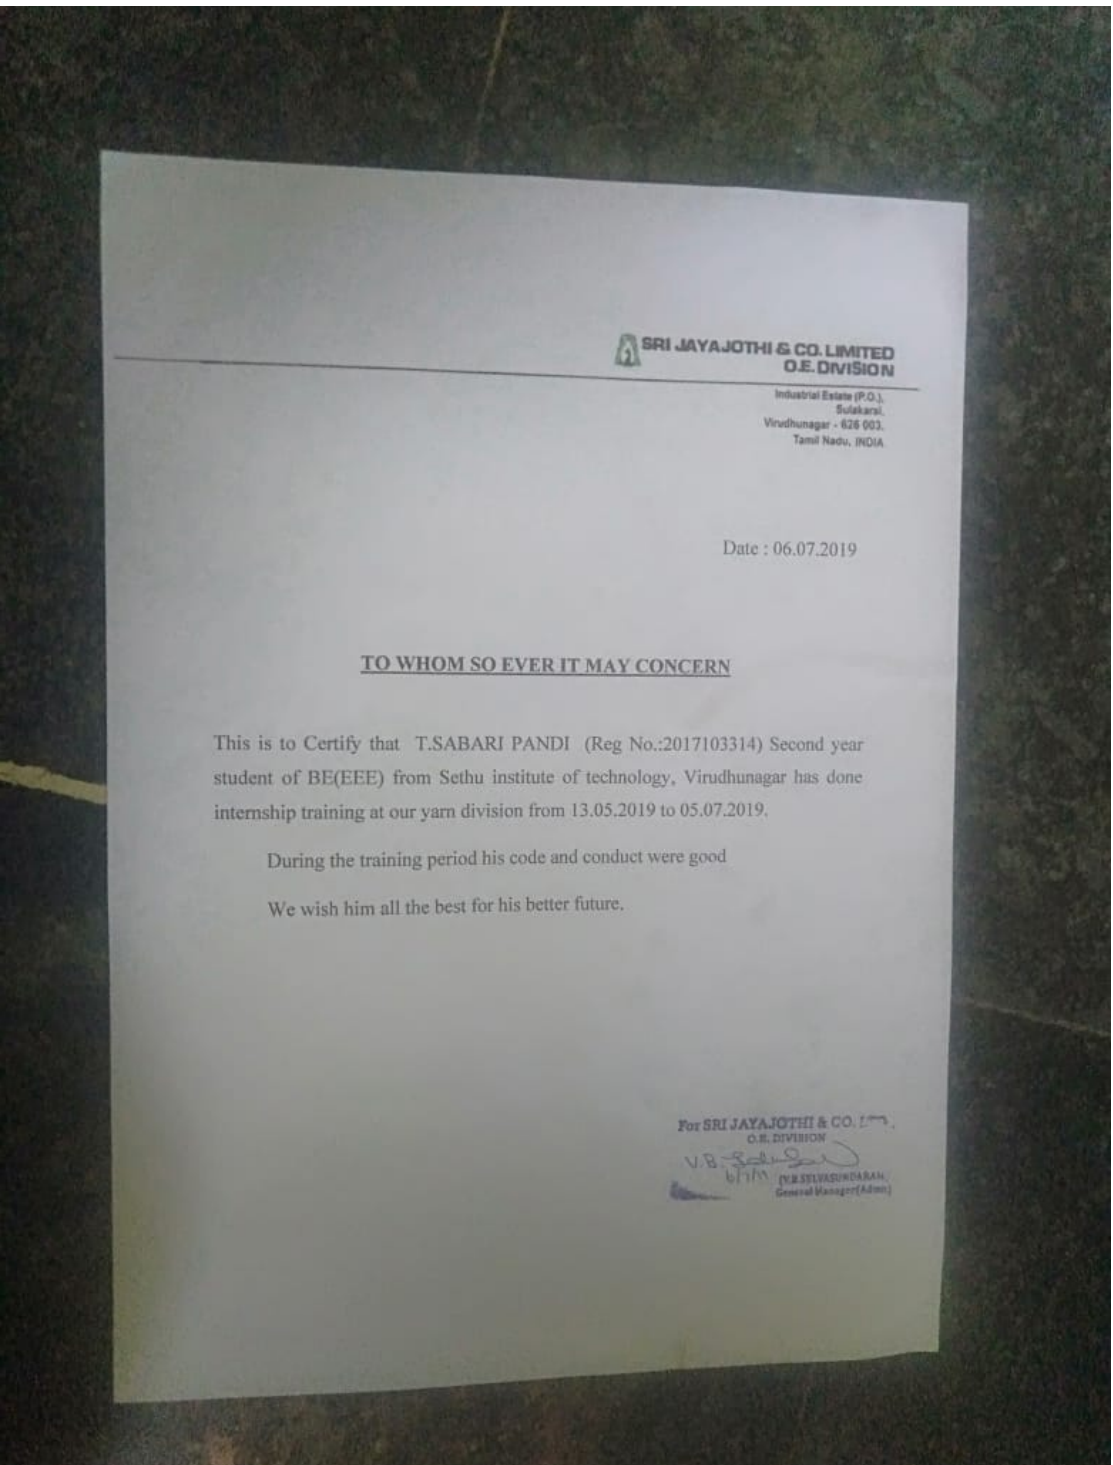 SRI JAYAJOTHI & CO. LIMITED
O.E. DIVISION
Industrial Estate (P.O.),
Sulakarai,
Virudhunagar - 626 003.
Tamil Nadu, INDIA
Date : 06.07.2019
TO WHOM SO EVER IT MAY CONCERN
This is to Certify that T.SABARI PANDI (Reg No.:2017103314) Second year
student of BE(EEE) from Sethu institute of technology, Virudhunagar has done
internship training at our yarn division from 13.05.2019 to 05.07.2019.
During the training period his code and conduct were good
We wish him all the best for his better future.
For SRI JAYAJOTHI & CO.
O.E. DIVISION
V.B.
(V.B.SELVASUNDARAN)
General Manager(Admn)